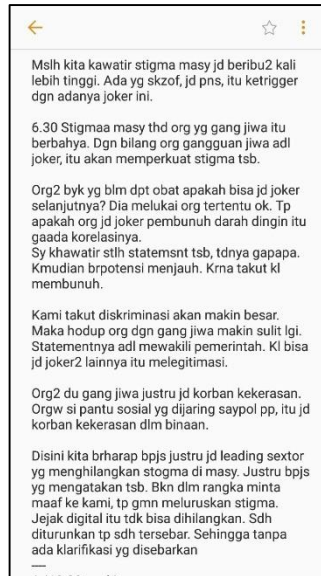 Mslh kita kawatir stigma masy jd beribu2 kali
lebih tinggi. Ada yg skzof, jd pns, itu ketrigger
dgn adanya joker ini.
6.30 Stigmaa masy thd org yg gang jiwa itu
berbahya. Dgn bilang org gangguan jiwa adl
joker, itu akan memperkuat stigma tsb.
Org2 byk yg blm dpt obat apakah bisa jd joker
selanjutnya? Dia melukai org tertentu ok. Tp
apakah org jd joker pembunuh darah dingin itu
gaada korelasinya.
Sy khawatir stlh statemsnt tsb, tdnya gapapa.
Kmudian brpotensi menjauh. Krna takut kl
membunuh.
Kami takut diskriminasi akan makin besar.
Maka hodup org dgn gang jiwa makin sulit lgi.
Statementnya adl mewakili pemerintah. Kl bisa
jd joker2 lainnya itu melegitimasi.
Org2 du gang jiwa justru jd korban kekerasan.
Orgw si pantu sosial yg dijaring saypol pp, itu jd
korban kekerasan dlm binaan.
Disini kita brharap bpjs justru jd leading sextor
yg menghilangkan stogma di masy. Justru bpjs
yg mengatakan tsb. Bkn dlm rangka minta
maaf ke kami, tp gmn meluruskan stigma.
Jejak digital itu tdk bisa dihilangkan. Sdh
diturunkan tp sdh tersebar. Sehingga tanpa
ada klarifikasi yg disebarkan
—